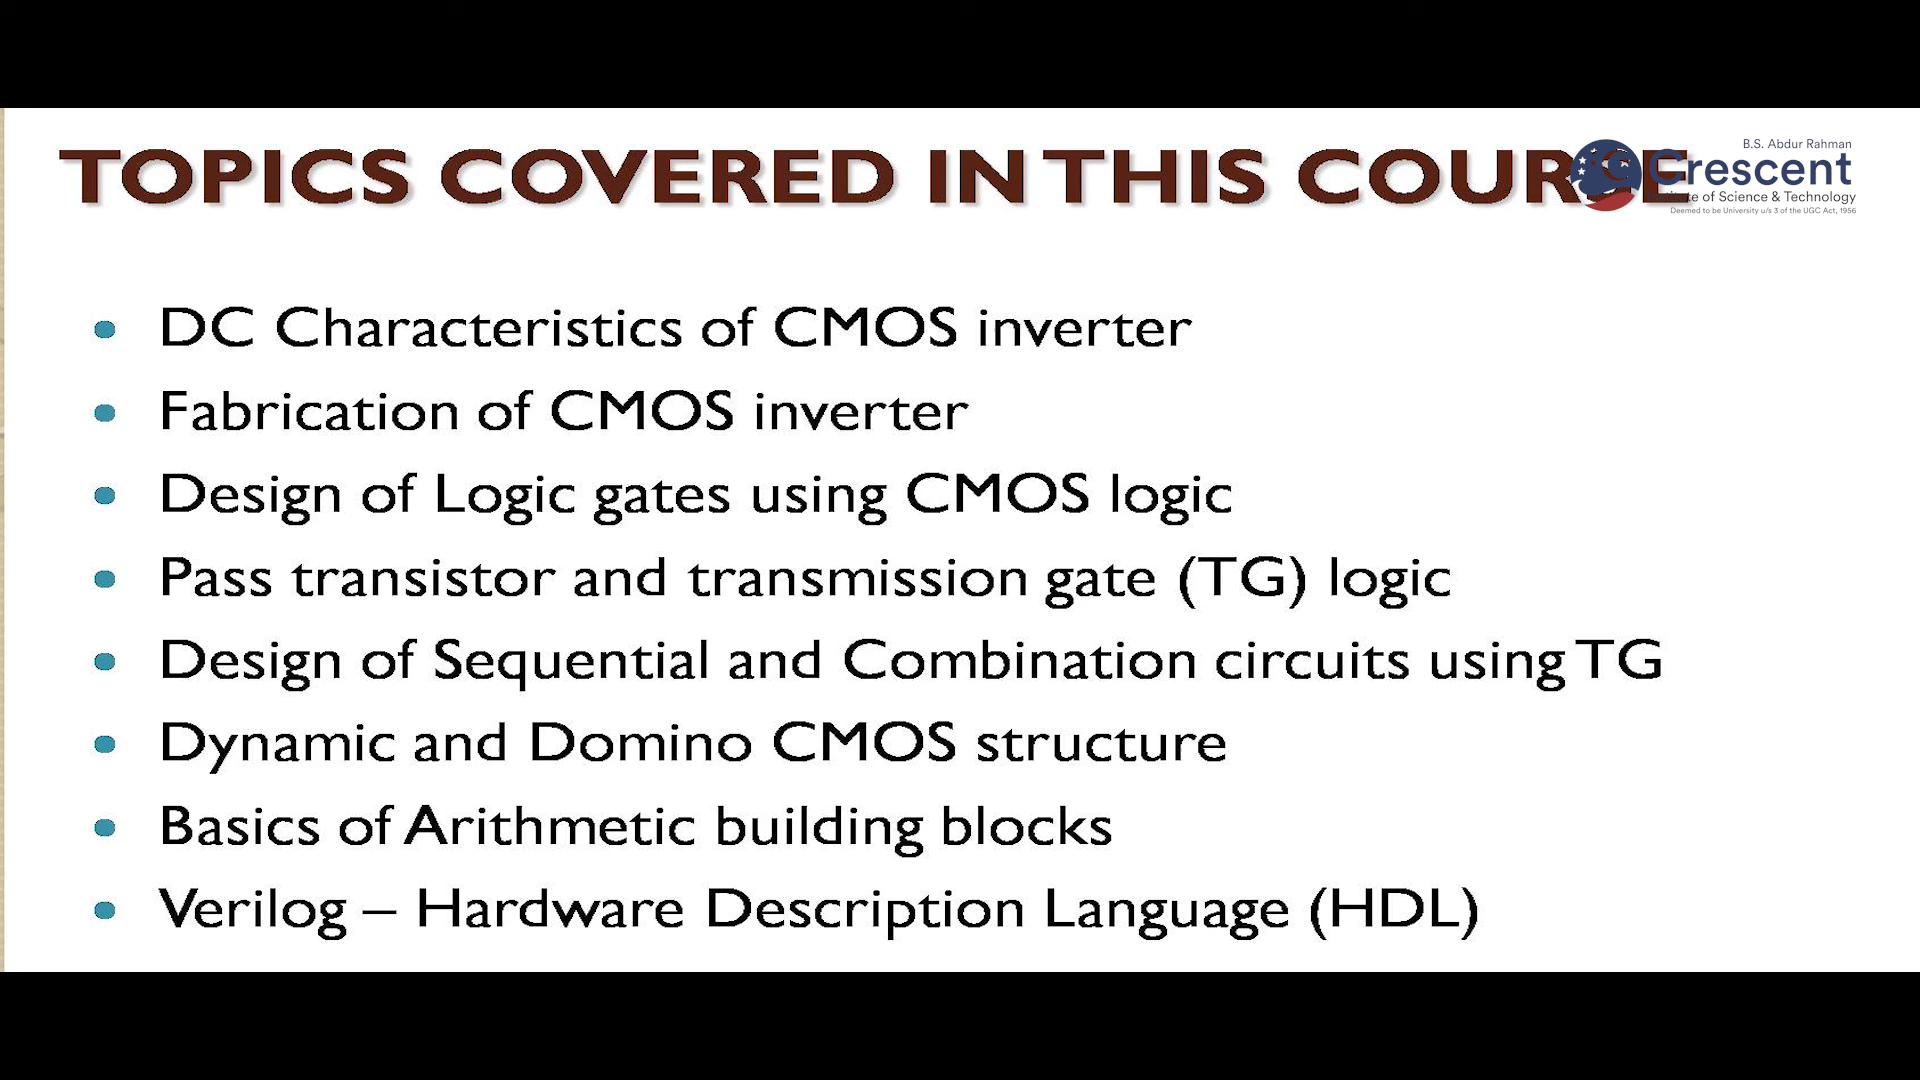 TOPICS COVERED IN THIS COURSE
B.S. Abdur Rahman
Crescent
of Science & Technology
Deemed to be University u/s 3 of the UGC Act, 1956
• DC Characteristics of CMOS inverter
• Fabrication of CMOS inverter
• Design of Logic gates using CMOS logic
• Pass transistor and transmission gate (TG) logic
• Design of Sequential and Combination circuits using TG
• Dynamic and Domino CMOS structure
• Basics of Arithmetic building blocks
• Verilog – Hardware Description Language (HDL)